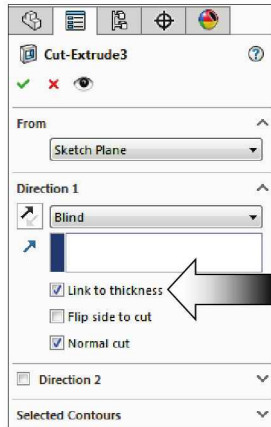 Cut-Extrude3
From
Sketch Plane
Direction 1
Blind
Link to thickness
Flip side to cut
Normal cut
Direction 2
Selected Contours